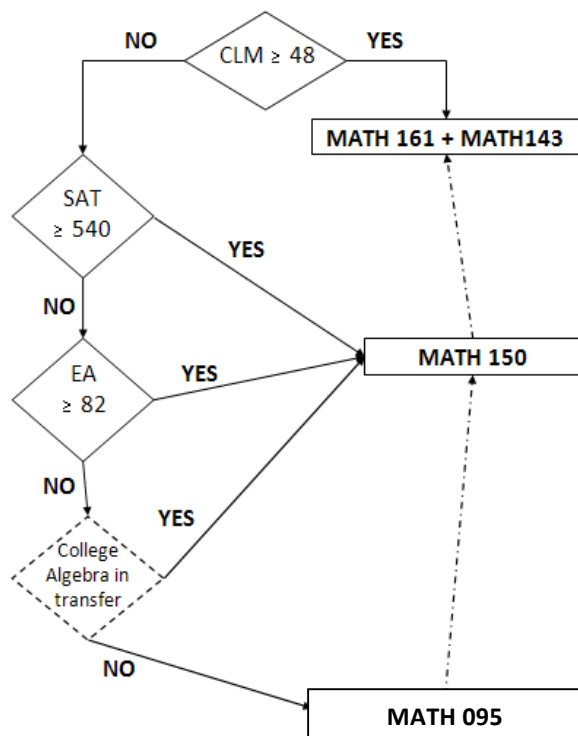 NO
CLM ≥ 48
YES
MATH 161 + MATH143
SAT
≥ 540
YES
NO
EA
≥ 82
YES
MATH 150
NO
YES
College
Algebra in
transfer
NO
MATH 095